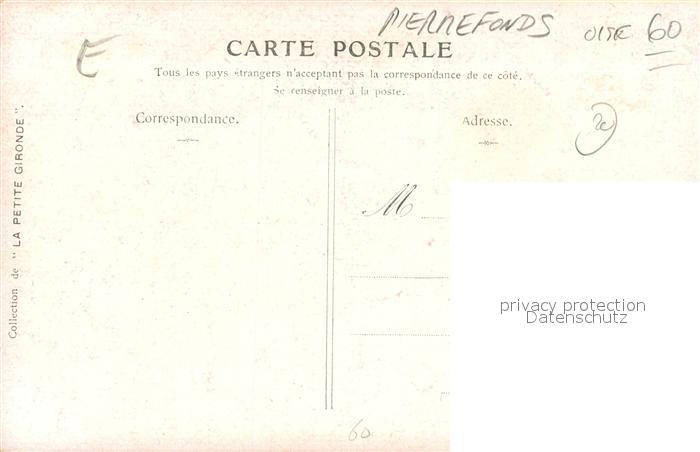 PIERREFONDS OISE 60
E
CARTE POSTALE
Tous les pays étrangers n'acceptant pas la correspondance de ce côté.
Se renseigner à la poste.
Correspondance.
Adresse.
M
Collection de "LA PETITE GIRONDE".
privacy protection
Datenschutz
60